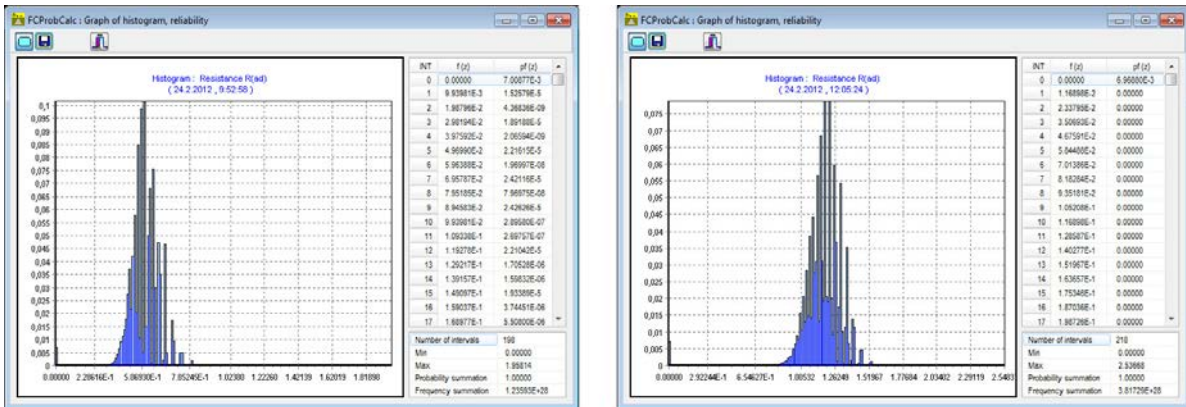 FCProbCalc : Graph of histogram, reliability
Histogram : Resistance R(ad)
( 24.2.2012 , 9:52:58 )
0,1
0,095
0,09
0,085
0,08
0,075
0,07
0,065
0,06
0,055
0,05
0,045
0,04
0,035
0,03
0,025
0,02
0,015
0,01
0,005
0
0.00000 1.02300 1.22260 1.42139 1.62019
INT f (z) pf (z)
0 0.00000 7.00877E-3
1 9.93981E-3 1.52579E-5
2 1.98796E-2 4.36836E-09
3 2.98194E-2 1.89188E-5
4 3.97592E-2 2.06594E-09
5 4.96990E-2 2.21615E-5
6 5.96388E-2 1.96997E-08
7 6.95787E-2 2.42116E-5
8 7.95185E-2 7.96975E-08
9 8.94583E-2 2.42626E-5
10 9.93981E-2 2.89580E-07
11 1.09338E-1 2.69757E-07
12 1.19278E-1 2.21042E-5
13 1.29217E-1 1.70528E-06
14 1.39157E-1 1.59832E-06
15 1.49097E-1 1.93389E-5
16 1.59037E-1 3.74451E-06
17 1.68977E-1 5.50800E-06
Number of intervals 198
Min 0.00000
Max 1.95814
Probability summation 1.00000
Frequency summation 1.23593E+28
FCProbCalc : Graph of histogram, reliability
Histogram : Resistance R(ad)
( 24.2.2012 , 12:05:24 )
0,075
0,07
0,065
0,06
0,055
0,05
0,045
0,04
0,035
0,03
0,025
0,02
0,015
0,01
0,005
0
0.00000 2.92244E-1 6.54627E-1 1.08532 1.26249 1.51967 1.77684 2.03402 2.29119
INT f (z) pf (z)
0 0.00000 6.96880E-3
1 1.16898E-2 0.00000
2 2.33795E-2 0.00000
3 3.50693E-2 0.00000
4 4.67591E-2 0.00000
5 5.84488E-2 0.00000
6 7.01386E-2 0.00000
7 8.18284E-2 0.00000
8 9.35181E-2 0.00000
9 1.05208E-1 0.00000
10 1.16898E-1 0.00000
11 1.28587E-1 0.00000
12 1.40277E-1 0.00000
13 1.51967E-1 0.00000
14 1.63657E-1 0.00000
15 1.75346E-1 0.00000
16 1.87036E-1 0.00000
17 1.98726E-1 0.00000
Number of intervals 218
Min 0.00000
Max 2.53668
Probability summation 1.00000
Frequency summation 3.81729E+28